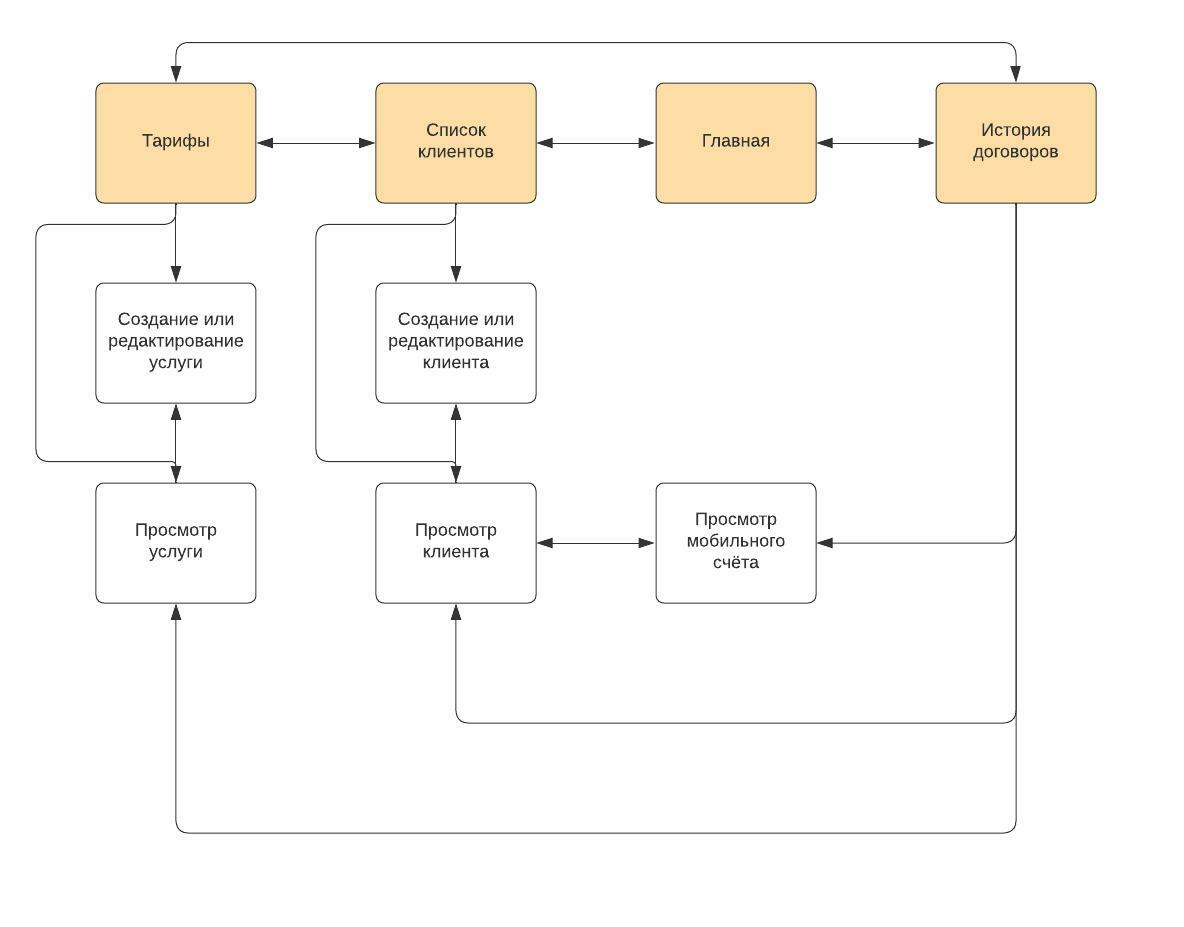 Тарифы
Список
клиентов
Главная
История
договоров
Создание или
редактирование
услуги
Создание или
редактирование
клиента
Просмотр
услуги
Просмотр
клиента
Просмотр
мобильного
счёта